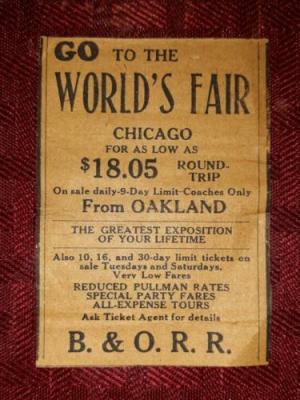 GO TO THE
WORLD'S FAIR
CHICAGO
FOR AS LOW AS
$18.05 ROUND-
TRIP
On sale daily-9-Day Limit-Coaches Only
From OAKLAND
THE GREATEST EXPOSITION
OF YOUR LIFETIME
Also 10, 16, and 30-day limit tickets on
sale Tuesdays and Saturdays.
Very Low Fares
REDUCED PULLMAN RATES
SPECIAL PARTY FARES
ALL-EXPENSE TOURS
Ask Ticket Agent for details
B. & O. R. R.